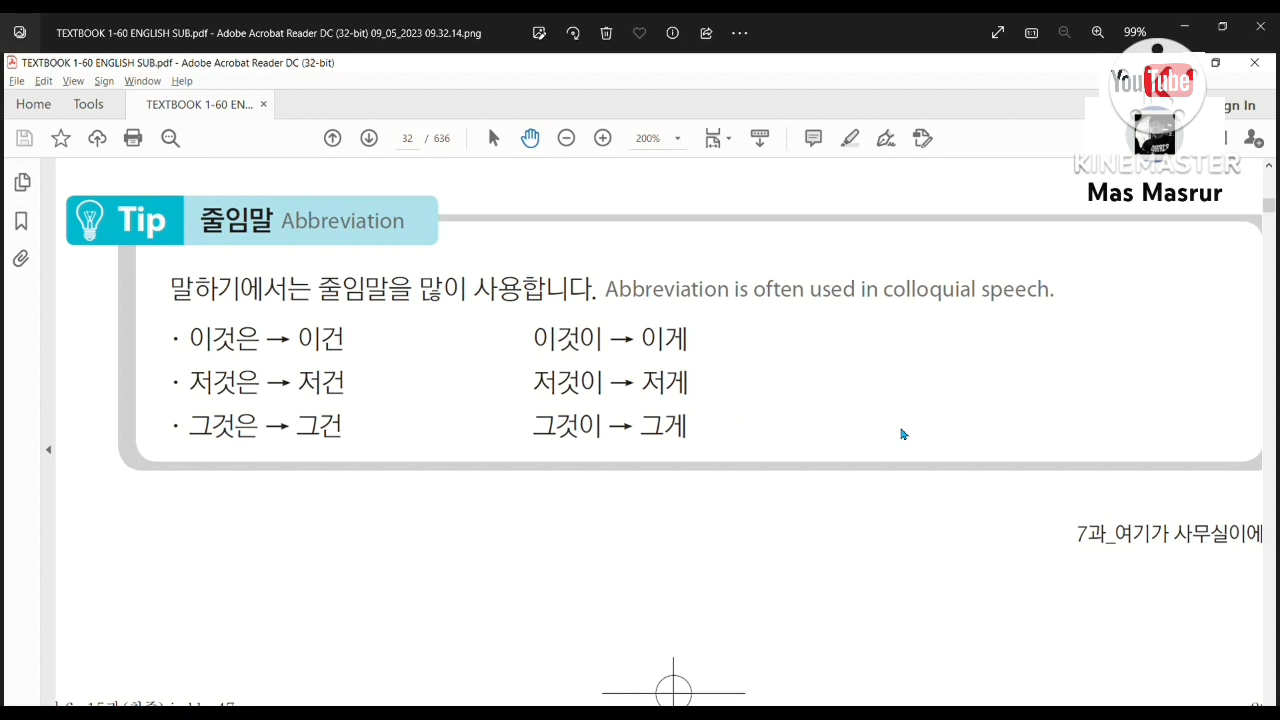 TEXTBOOK 1-60 ENGLISH SUB.pdf - Adobe Acrobat Reader DC (32-bit) 09_05_2023 09.32.14.png
99%
TEXTBOOK 1-60 ENGLISH SUB.pdf - Adobe Acrobat Reader DC (32-bit)
File Edit View Sign Window Help
YouTube
Home Tools TEXTBOOK 1-60 EN... × gn In
32 / 636 200%
KINEMASTER
Mas Masrur
Tip 줄임말 Abbreviation
말하기에서는 줄임말을 많이 사용합니다. Abbreviation is often used in colloquial speech.
· 이것은 → 이건 이것이 → 이게
· 저것은 → 저건 저것이 → 저게
· 그것은 → 그건 그것이 → 그게
7과_여기가 사무실이에